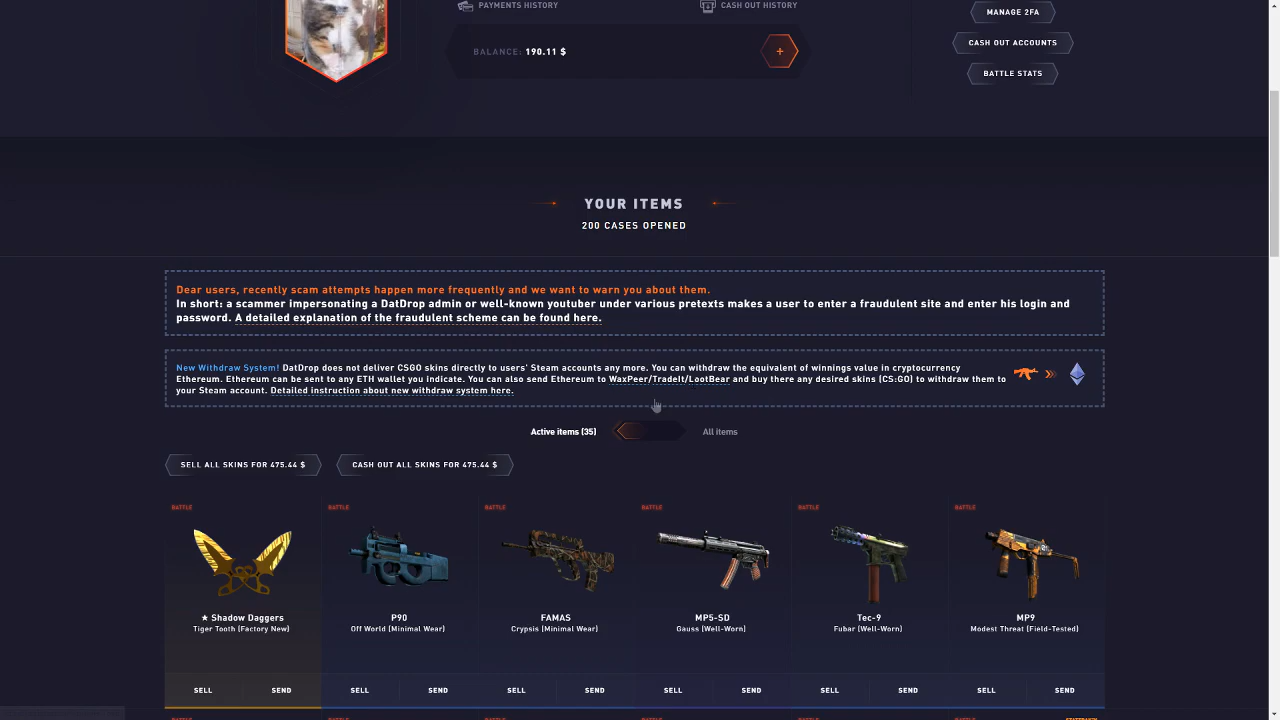 PAYMENTS HISTORY
CASH OUT HISTORY
MANAGE 2FA
BALANCE: 190.11 $
+
CASH OUT ACCOUNTS
BATTLE STATS
YOUR ITEMS
200 CASES OPENED
Dear users, recently scam attempts happen more frequently and we want to warn you about them.
In short: a scammer impersonating a DatDrop admin or well-known youtuber under various pretexts makes a user to enter a fraudulent site and enter his login and
password. A detailed explanation of the fraudulent scheme can be found here.
New Withdraw System! DatDrop does not deliver CSGO skins directly to users' Steam accounts any more. You can withdraw the equivalent of winnings value in cryptocurrency
Ethereum. Ethereum can be sent to any ETH wallet you indicate. You can also send Ethereum to WaxPeer/TradeIt/LootBear and buy there any desired skins (CS:GO) to withdraw them to
your Steam account. Detailed instruction about new withdraw system here.
Active items (35)
All items
SELL ALL SKINS FOR 475.44 $
CASH OUT ALL SKINS FOR 475.44 $
BATTLE
BATTLE
BATTLE
BATTLE
BATTLE
BATTLE
★ Shadow Daggers
Tiger Tooth (Factory New)
P90
Off World (Minimal Wear)
FAMAS
Crypsis (Minimal Wear)
MP5-SD
Gauss (Well-Worn)
Tec-9
Fubar (Well-Worn)
MP9
Modest Threat (Field-Tested)
SELL
SEND
SELL
SEND
SELL
SEND
SELL
SEND
SELL
SEND
SELL
SEND